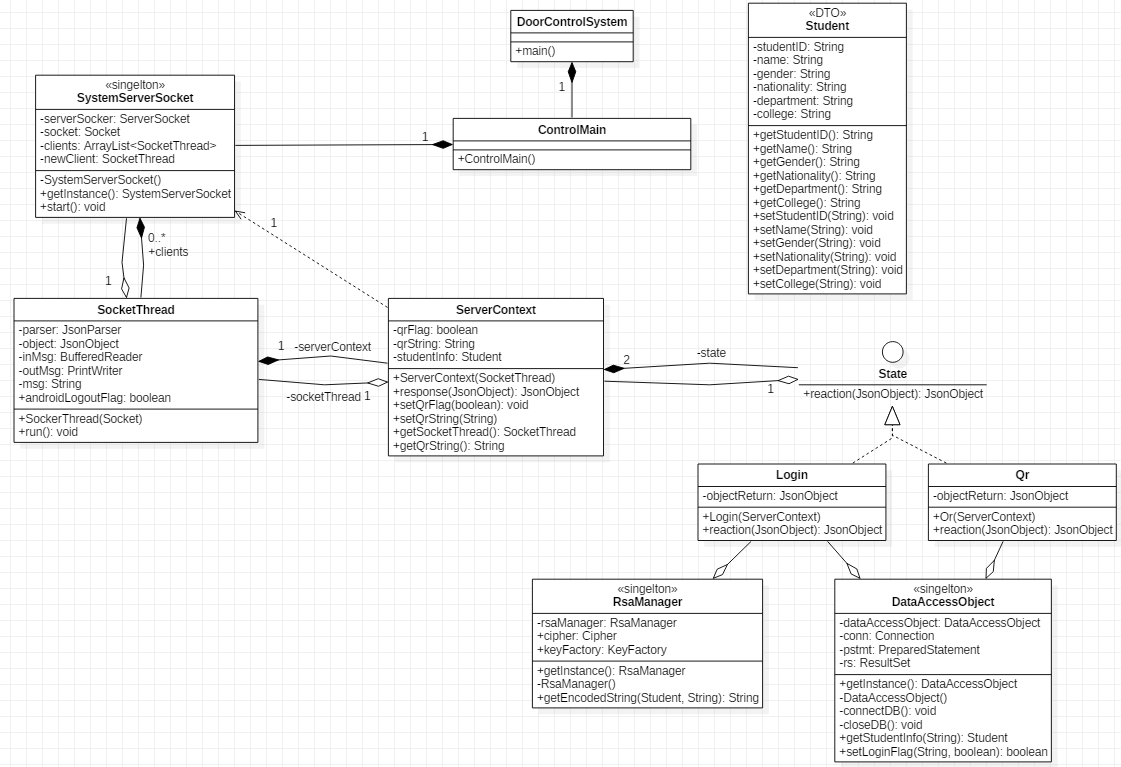 DoorControlSystem
+main()
1
«DTO»
Student
-studentID: String
-name: String
-gender: String
-nationality: String
-department: String
-college: String
+getStudentID(): String
+getName(): String
+getGender(): String
+getNationality(): String
+getDepartment(): String
+getCollege(): String
+setStudentID(String): void
+setName(String): void
+setGender(String): void
+setNationality(String): void
+setDepartment(String): void
+setCollege(String): void
«singelton»
SystemServerSocket
-serverSocker: ServerSocket
-socket: Socket
-clients: ArrayList<SocketThread>
-newClient: SocketThread
-SystemServerSocket()
+getInstance(): SystemServerSocket
+start(): void
1
ControlMain
+ControlMain()
0..*
+clients
1
1
SocketThread
-parser: JsonParser
-object: JsonObject
-inMsg: BufferedReader
-outMsg: PrintWriter
-msg: String
+androidLogoutFlag: boolean
+SockerThread(Socket)
+run(): void
1
-serverContext
-socketThread
1
ServerContext
-qrFlag: boolean
-qrString: String
-studentInfo: Student
+ServerContext(SocketThread)
+response(JsonObject): JsonObject
+setQrFlag(boolean): void
+setQrString(String)
+getSocketThread(): SocketThread
+getQrString(): String
2
-state
1
State
+reaction(JsonObject): JsonObject
Login
-objectReturn: JsonObject
+Login(ServerContext)
+reaction(JsonObject): JsonObject
Qr
-objectReturn: JsonObject
+Or(ServerContext)
+reaction(JsonObject): JsonObject
«singelton»
RsaManager
-rsaManager: RsaManager
+cipher: Cipher
+keyFactory: KeyFactory
+getInstance(): RsaManager
-RsaManager()
+getEncodedString(Student, String): String
«singelton»
DataAccessObject
-dataAccessObject: DataAccessObject
-conn: Connection
-pstmt: PreparedStatement
-rs: ResultSet
+getInstance(): DataAccessObject
-DataAccessObject()
-connectDB(): void
-closeDB(): void
+getStudentInfo(String): Student
+setLoginFlag(String, boolean): boolean